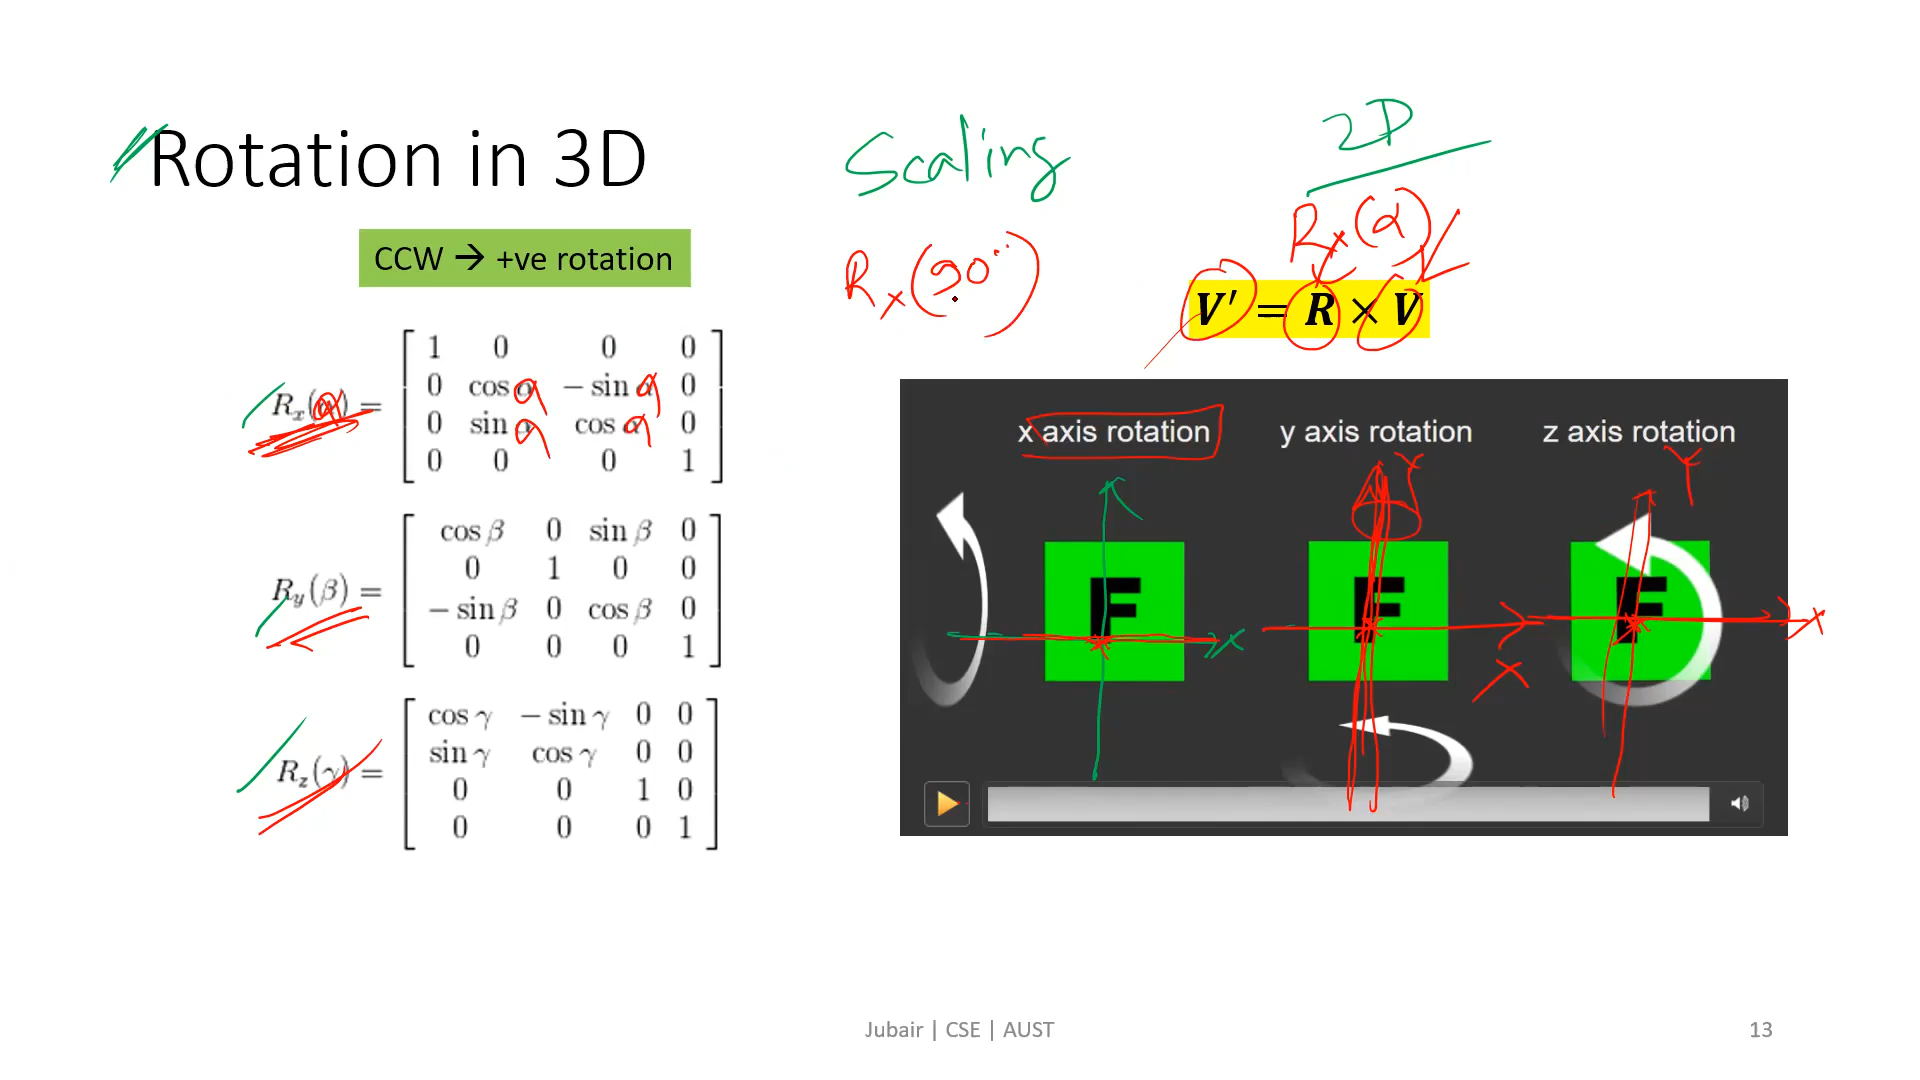 Rotation in 3D
Scaling
2D
CCW → +ve rotation
Rx(90°)
Rx(α)
V' = R × V
Rx(α) =
1 0 0 0
0 cos α − sin α 0
0 sin α cos α 0
0 0 0 1
Ry(β) =
cos β 0 sin β 0
0 1 0 0
− sin β 0 cos β 0
0 0 0 1
Rz(γ) =
cos γ − sin γ 0 0
sin γ cos γ 0 0
0 0 1 0
0 0 0 1
x axis rotation y axis rotation z axis rotation
Y Y
F F F
X X X
Jubair | CSE | AUST 13